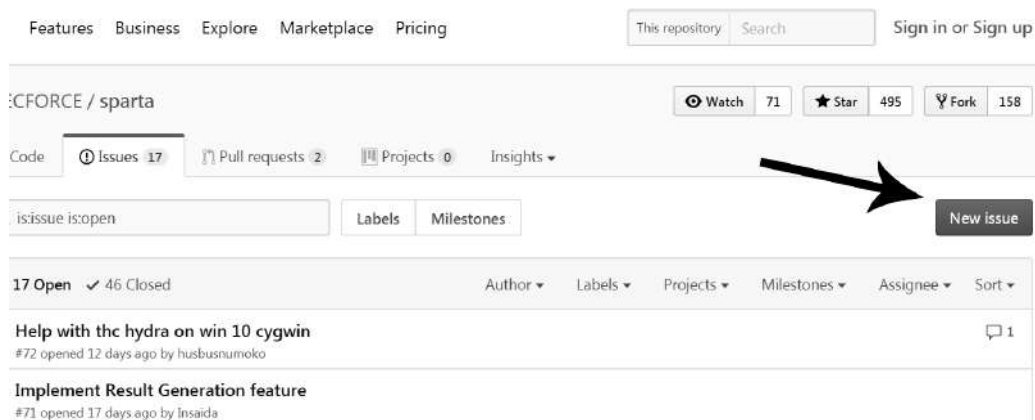 Features Business Explore Marketplace Pricing This repository Search Sign in or Sign up
ECFORCE / sparta Watch 71 Star 495 Fork 158
Code Issues 17 Pull requests 2 Projects 0 Insights
is:issue is:open Labels Milestones New issue
17 Open 46 Closed Author Labels Projects Milestones Assignee Sort
Help with thc hydra on win 10 cygwin 1
#72 opened 12 days ago by husbusnumoko
Implement Result Generation feature
#71 opened 17 days ago by Insaida